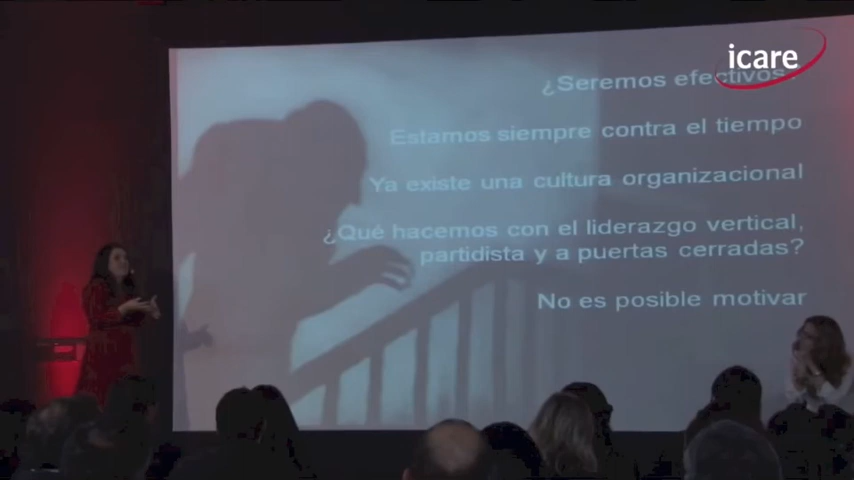 icare
¿Seremos efectivos?
Estamos siempre contra el tiempo
Ya existe una cultura organizacional
¿Qué hacemos con el liderazgo vertical,
partidista y a puertas cerradas?
No es posible motivar